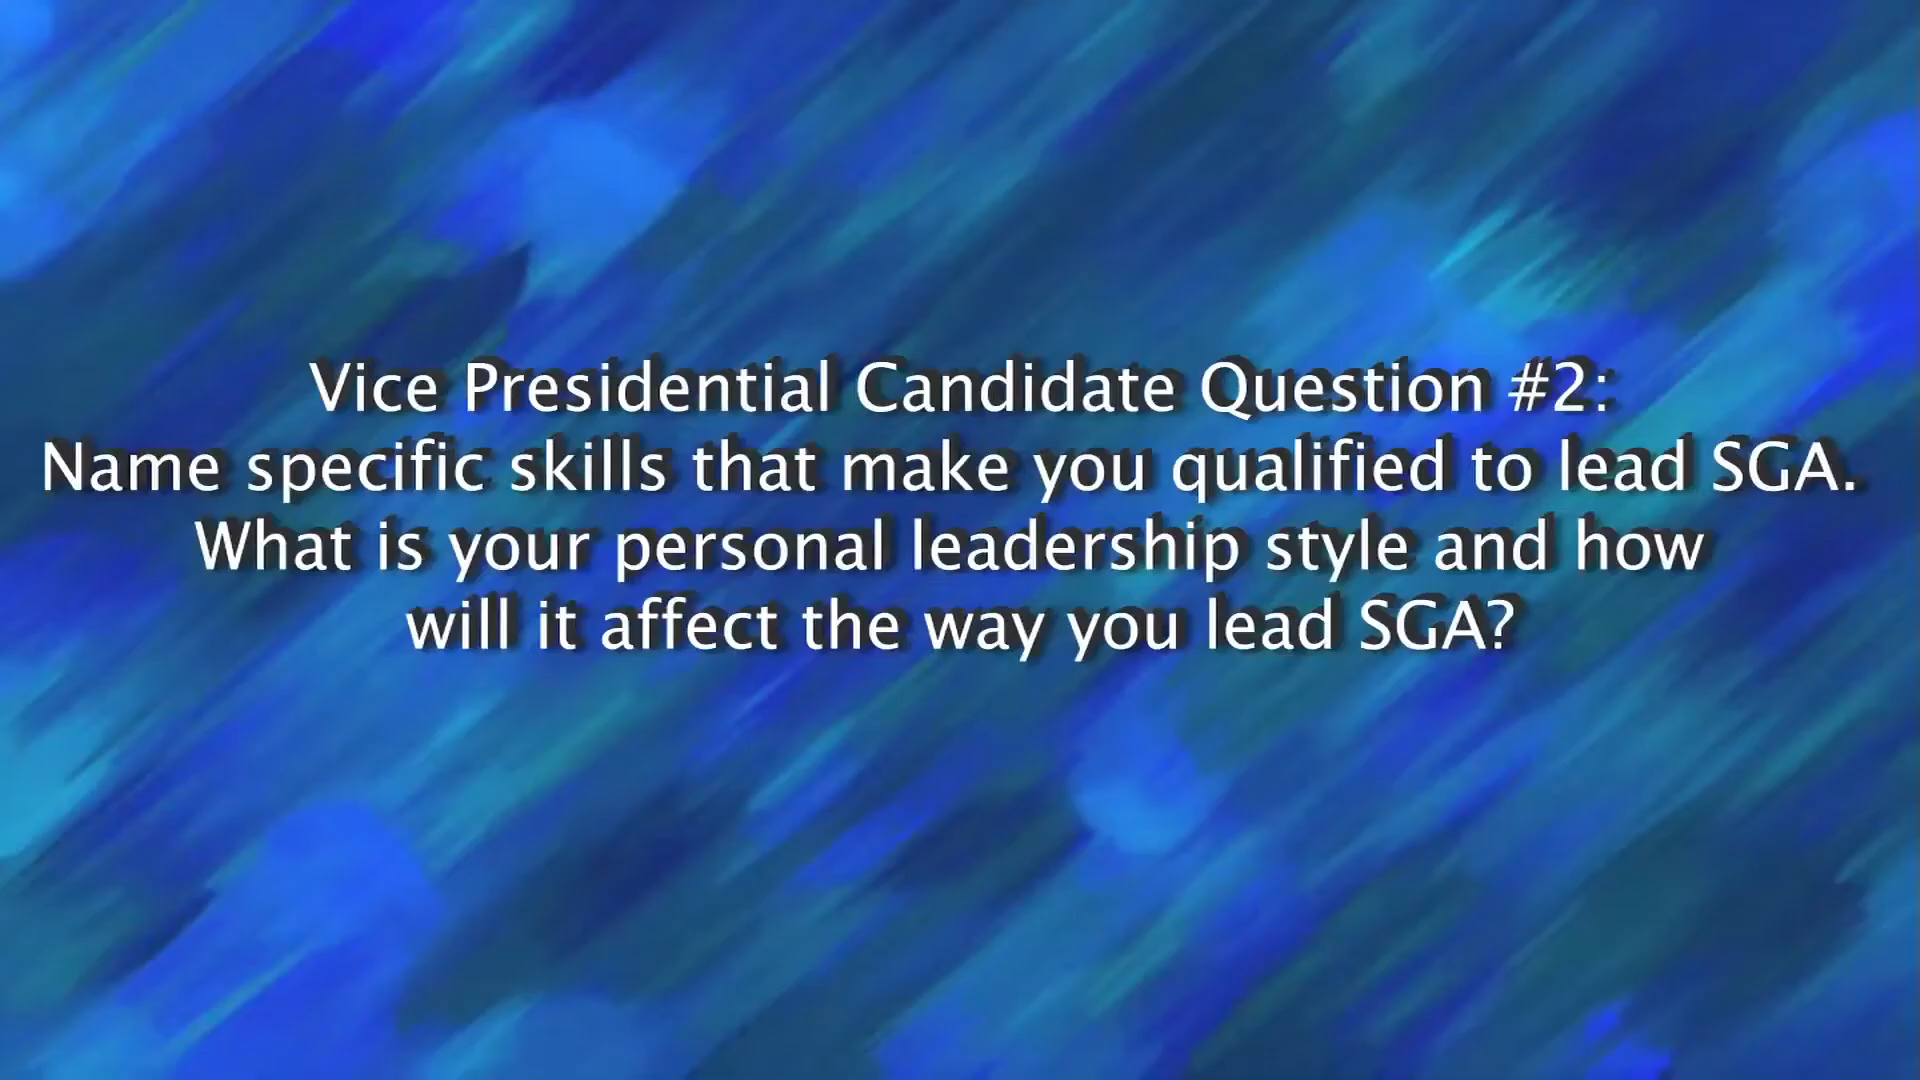 Vice Presidential Candidate Question #2:
Name specific skills that make you qualified to lead SGA.
What is your personal leadership style and how
will it affect the way you lead SGA?